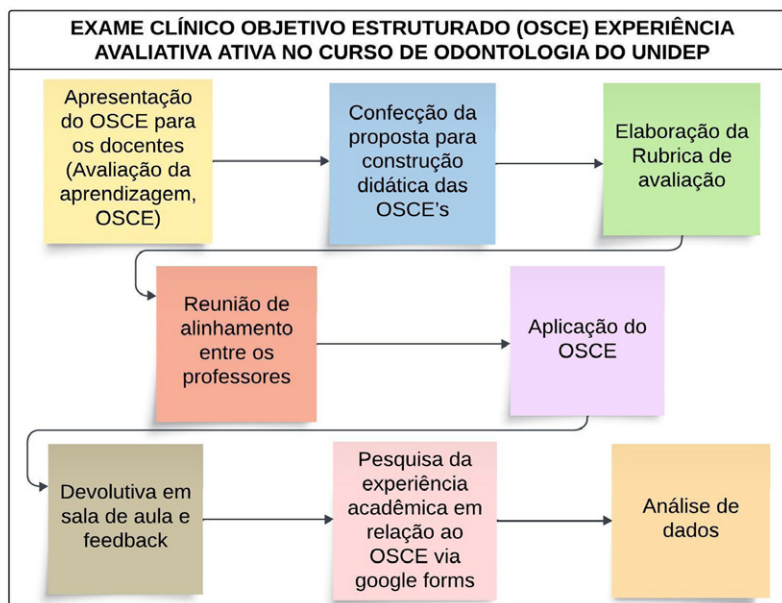 EXAME CLÍNICO OBJETIVO ESTRUTURADO (OSCE) EXPERIÊNCIA
AVALIATIVA ATIVA NO CURSO DE ODONTOLOGIA DO UNIDEP
Apresentação
do OSCE para
os docentes
(Avaliação da
aprendizagem,
OSCE)
Confecção da
proposta para
construção
didática das
OSCE's
Elaboração da
Rubrica de
avaliação
Reunião de
alinhamento
entre os
professores
Aplicação do
OSCE
Devolutiva em
sala de aula e
feedback
Pesquisa da
experiência
acadêmica em
relação ao
OSCE via
google forms
Análise de
dados